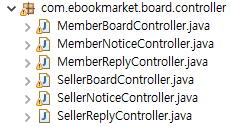 com.ebookmarket.board.controller
MemberBoardController.java
MemberNoticeController.java
MemberReplyController.java
SellerBoardController.java
SellerNoticeController.java
SellerReplyController.java